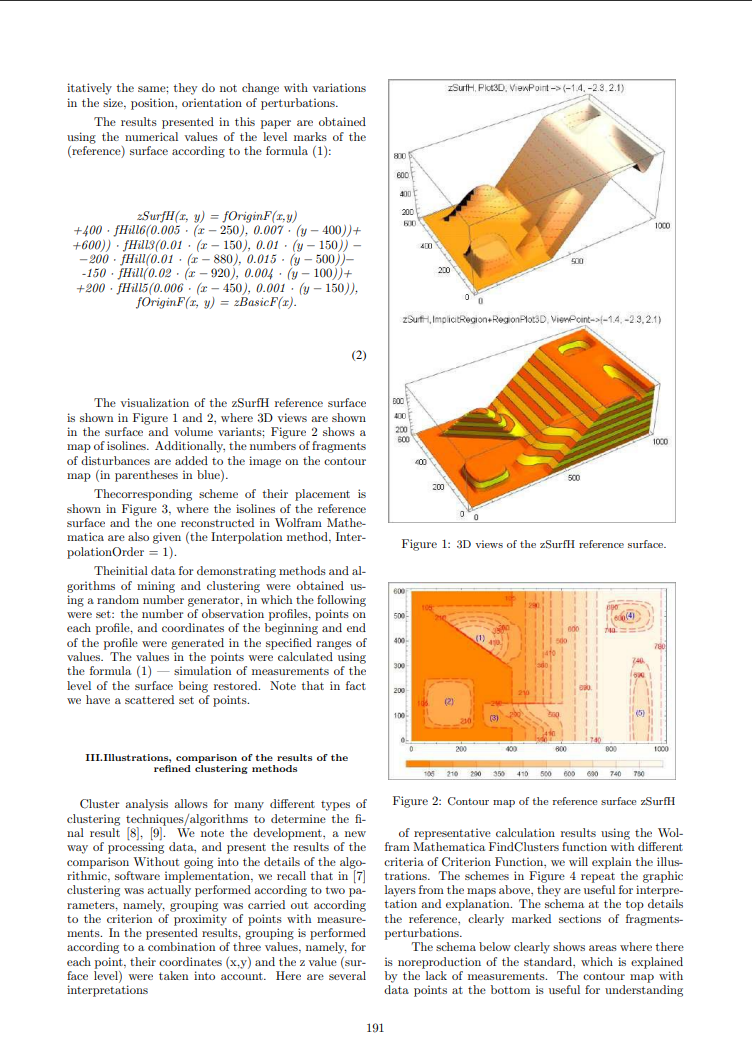 itatively the same; they do not change with variations
in the size, position, orientation of perturbations.
The results presented in this paper are obtained
using the numerical values of the level marks of the
(reference) surface according to the formula (1):
zSurfH(x, y) = fOriginF(x,y)
+400 · fHill6(0.005 · (x − 250), 0.007 · (y − 400))+
+600)) · fHill3(0.01 · (x − 150), 0.01 · (y − 150)) −
−200 · fHill(0.01 · (x − 880), 0.015 · (y − 500))−
-150 · fHill(0.02 · (x − 920), 0.004 · (y − 100))+
+200 · fHill5(0.006 · (x − 450), 0.001 · (y − 150)),
fOriginF(x, y) = zBasicF(x).
(2)
The visualization of the zSurfH reference surface
is shown in Figure 1 and 2, where 3D views are shown
in the surface and volume variants; Figure 2 shows a
map of isolines. Additionally, the numbers of fragments
of disturbances are added to the image on the contour
map (in parentheses in blue).
Thecorresponding scheme of their placement is
shown in Figure 3, where the isolines of the reference
surface and the one reconstructed in Wolfram Mathe-
matica are also given (the Interpolation method, Inter-
polationOrder = 1).
Theinitial data for demonstrating methods and al-
gorithms of mining and clustering were obtained us-
ing a random number generator, in which the following
were set: the number of observation profiles, points on
each profile, and coordinates of the beginning and end
of the profile were generated in the specified ranges of
values. The values in the points were calculated using
the formula (1) — simulation of measurements of the
level of the surface being restored. Note that in fact
we have a scattered set of points.
III.Illustrations, comparison of the results of the
refined clustering methods
Cluster analysis allows for many different types of
clustering techniques/algorithms to determine the fi-
nal result [8], [9]. We note the development, a new
way of processing data, and present the results of the
comparison Without going into the details of the algo-
rithmic, software implementation, we recall that in [7]
clustering was actually performed according to two pa-
rameters, namely, grouping was carried out according
to the criterion of proximity of points with measure-
ments. In the presented results, grouping is performed
according to a combination of three values, namely, for
each point, their coordinates (x,y) and the z value (sur-
face level) were taken into account. Here are several
interpretations
zSurfH, Plot3D, ViewPoint -> (−1.4, −2.3, 2.1)
800
600
400
200
600
400
200
0
0
500
1000
zSurfH, ImplicitRegion+RegionPlot3D, ViewPoint->(−1.4, −2.3, 2.1)
600
400
200
600
400
200
0
0
500
1000
Figure 1: 3D views of the zSurfH reference surface.
600
500
400
300
200
100
0
(1)
(2)
(3)
(4)
(5)
0 200 400 600 800 1000
105 210 290 350 410 500 600 690 740 780
Figure 2: Contour map of the reference surface zSurfH
of representative calculation results using the Wol-
fram Mathematica FindClusters function with different
criteria of Criterion Function, we will explain the illus-
trations. The schemes in Figure 4 repeat the graphic
layers from the maps above, they are useful for interpre-
tation and explanation. The schema at the top details
the reference, clearly marked sections of fragments-
perturbations.
The schema below clearly shows areas where there
is noreproduction of the standard, which is explained
by the lack of measurements. The contour map with
data points at the bottom is useful for understanding
191